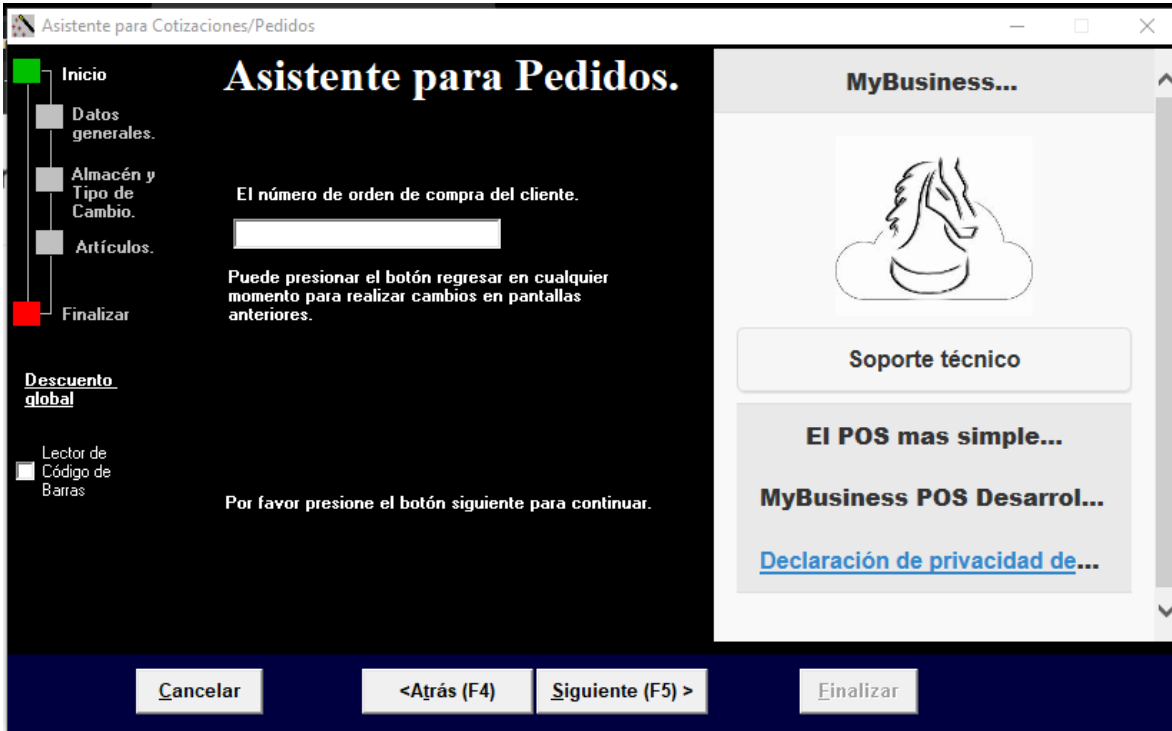 Asistente para Cotizaciones/Pedidos
Inicio
Datos
generales.
Almacén y
Tipo de
Cambio.
Artículos.
Finalizar
Descuento
global
Lector de
Código de
Barras
Asistente para Pedidos.
El número de orden de compra del cliente.
Puede presionar el botón regresar en cualquier
momento para realizar cambios en pantallas
anteriores.
Por favor presione el botón siguiente para continuar.
MyBusiness...
Soporte técnico
El POS mas simple...
MyBusiness POS Desarrol...
Declaración de privacidad de...
Cancelar
<Atrás (F4)
Siguiente (F5) >
Finalizar